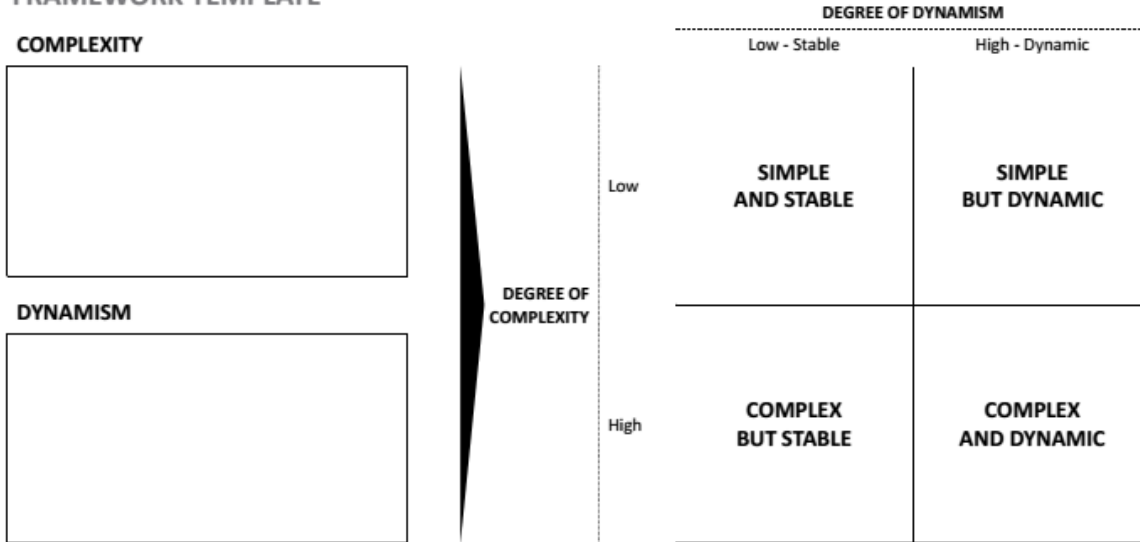 FRAMEWORK TEMPLATE
COMPLEXITY
DYNAMISM
DEGREE OF
COMPLEXITY
DEGREE OF DYNAMISM
Low - Stable
High - Dynamic
Low
SIMPLE
AND STABLE
SIMPLE
BUT DYNAMIC
High
COMPLEX
BUT STABLE
COMPLEX
AND DYNAMIC